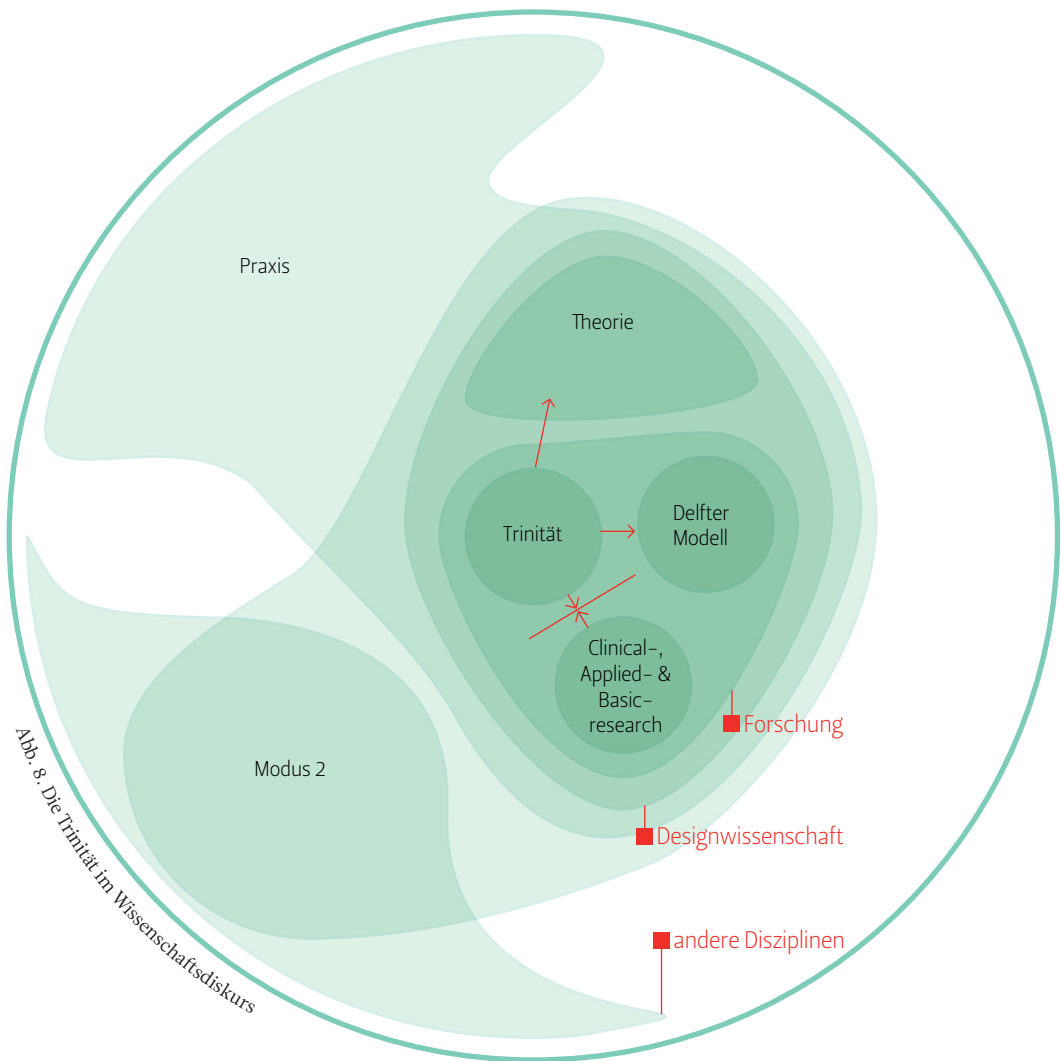 Praxis
Theorie
Trinität
Delfter
Modell
Clinical–,
Applied– &
Basic–
research
Forschung
Modus 2
Designwissenschaft
andere Disziplinen
Abb. 8. Die Trinität im Wissenschaftsdiskurs